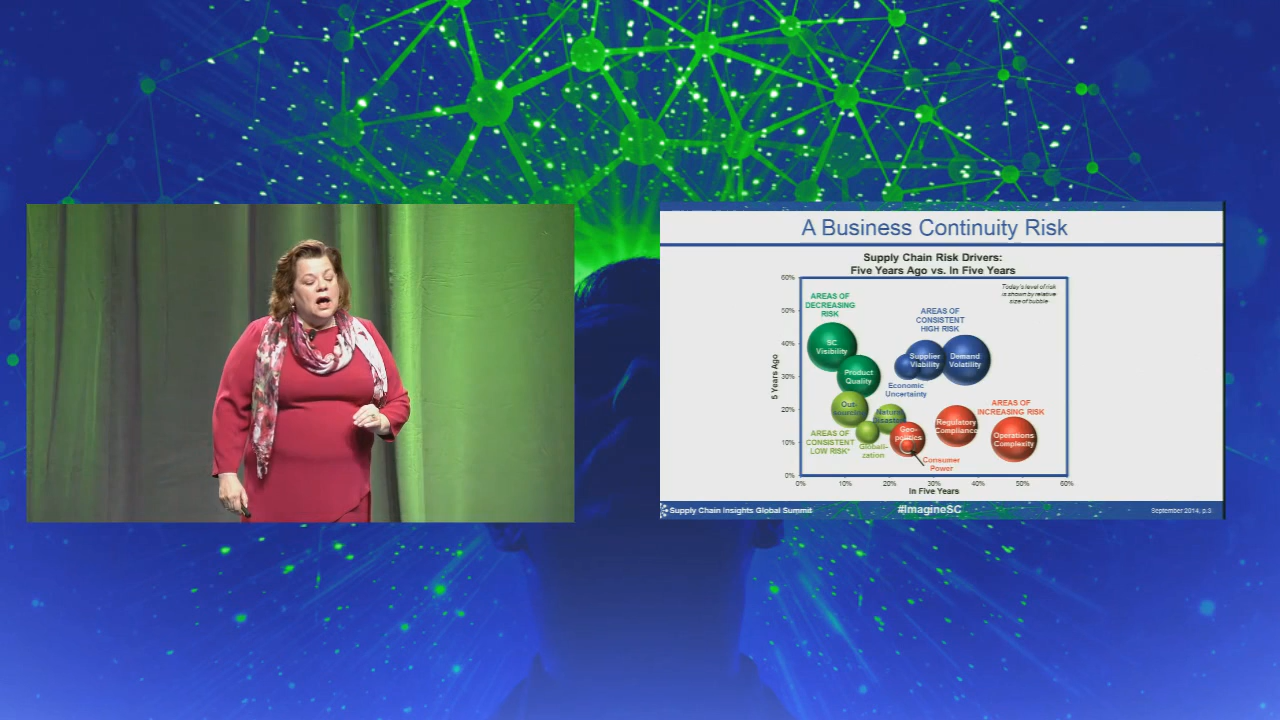 A Business Continuity Risk
Supply Chain Risk Drivers:
Five Years Ago vs. In Five Years
Today's level of risk
is shown by relative
size of bubble
60%
50%
40%
30%
20%
10%
0%
5 Years Ago
AREAS OF
DECREASING
RISK
SC
Visibility
Product
Quality
AREAS OF
CONSISTENT
HIGH RISK
Supplier
Viability
Demand
Volatility
Economic
Uncertainty
Out-
sourcing
Natural
Disasters
AREAS OF
CONSISTENT
LOW RISK*
Globali-
zation
Geo-
politics
Regulatory
Compliance
AREAS OF
INCREASING RISK
Operations
Complexity
Consumer
Power
0%
10%
20%
30%
40%
50%
60%
In Five Years
Supply Chain Insights Global Summit
#ImagineSC
September 2014, p.3